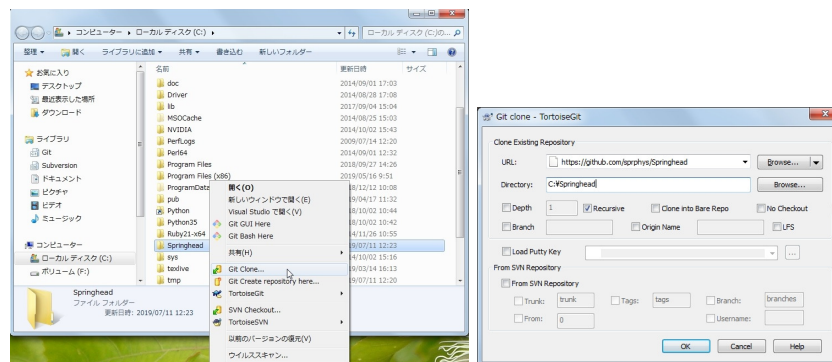 コンピューター ▸ ローカル ディスク (C:) ▸
ローカル ディスク (C:)の...
整理 ▼ 開く ライブラリに追加 ▼ 共有 ▼ 書き込む 新しいフォルダー
お気に入り
デスクトップ
最近表示した場所
ダウンロード
ライブラリ
Git
Subversion
ドキュメント
ピクチャ
ビデオ
ミュージック
コンピューター
ローカル ディスク (C:)
ボリューム (F:)
名前 更新日時 サイズ
doc 2014/09/01 17:03
Driver 2014/08/28 17:08
lib 2017/09/04 15:04
MSOCache 2014/08/25 15:03
NVIDIA 2014/10/02 15:43
PerfLogs 2009/07/14 12:20
Perl64 2014/09/01 12:32
Program Files 2018/09/27 14:26
Program Files (x86) 2019/05/16 9:51
ProgramData 18/12/12 10:08
pub 19/04/17 11:32
Python 18/10/02 10:44
Python35 18/10/02 10:42
Ruby21-x64 14/11/26 10:55
Springhead 19/07/11 12:23
sys 14/10/02 15:16
texlive 19/03/14 16:13
tmp 19/07/11 12:20
開く(O)
新しいウィンドウで開く(E)
Visual Studio で開く(V)
Git GUI Here
Git Bash Here
共有(H)
Git Clone...
Git Create repository here...
TortoiseGit
SVN Checkout...
TortoiseSVN
以前のバージョンの復元(V)
ウイルススキャン...
Springhead
ファイル フォルダー
更新日時: 2019/07/11 12:23
Git clone - TortoiseGit
Clone Existing Repository
URL: https://github.com/sprphys/Springhead Browse...
Directory: C:¥Springhead Browse...
Depth 1 Recursive Clone into Bare Repo No Checkout
Branch Origin Name LFS
Load Putty Key ...
From SVN Repository
From SVN Repository
Trunk: trunk Tags: tags Branch: branches
From: 0 Username:
OK Cancel Help